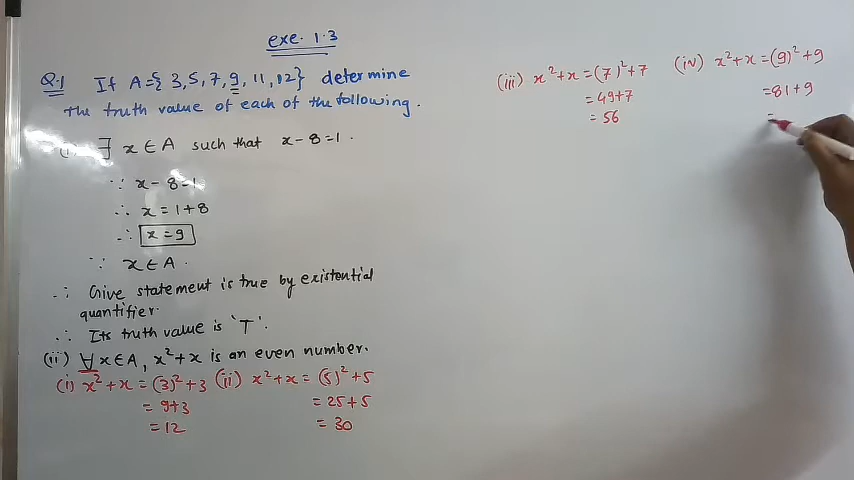 exe. 1.3
Q.1 If A={ 3,5,7,9,11,12} determine
The truth value of each of the following.
(i) ∃ x ∈ A such that x-8=1.
∵ x-8=1
∴ x=1+8
∴ x=9
∵ x∈A.
∴ Give statement is true by existential
quantifier.
∴ Its truth value is 'T'.
(ii) ∀x∈A, x²+x is an even number.
(i) x²+x = (3)²+3 (ii) x²+x = (5)²+5
= 9+3 = 25+5
= 12 = 30
(iii) x²+x = (7)²+7 (iv) x²+x = (9)²+9
= 49+7 = 81+9
= 56 =